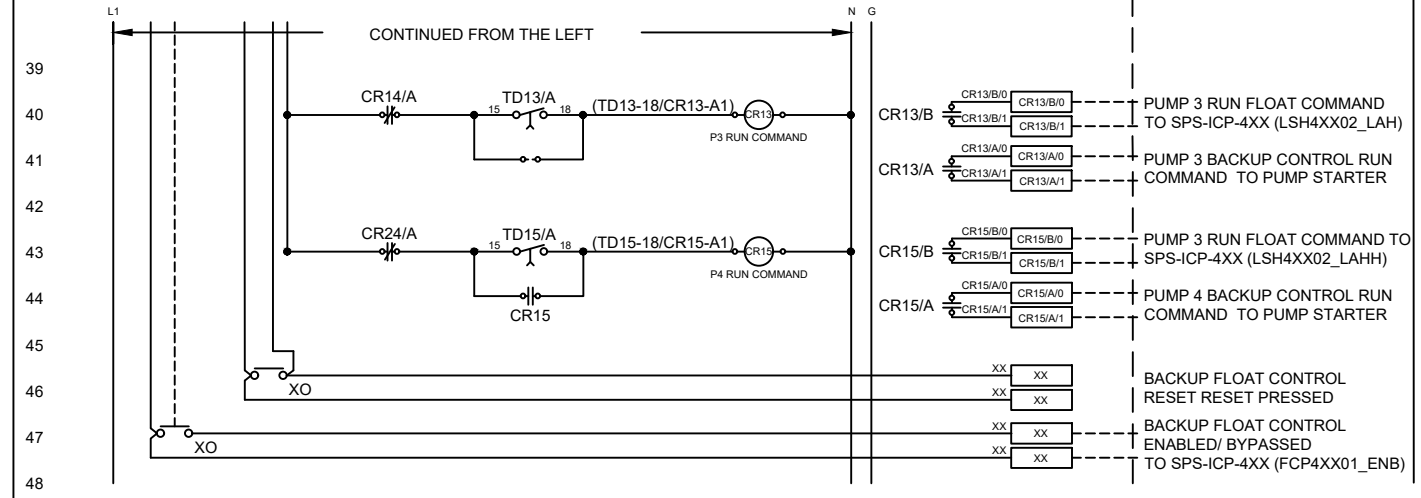 L1
N G
CONTINUED FROM THE LEFT
39
40
41
42
43
44
45
46
47
48
CR14/A
15 TD13/A 18
(TD13-18/CR13-A1)
CR13
P3 RUN COMMAND
CR13/B
CR13/B/0 CR13/B/0
CR13/B/1 CR13/B/1
PUMP 3 RUN FLOAT COMMAND
TO SPS-ICP-4XX (LSH4XX02_LAH)
CR13/A
CR13/A/0 CR13/A/0
CR13/A/1 CR13/A/1
PUMP 3 BACKUP CONTROL RUN
COMMAND TO PUMP STARTER
CR24/A
15 TD15/A 18
(TD15-18/CR15-A1)
CR15
P4 RUN COMMAND
CR15
CR15/B
CR15/B/0 CR15/B/0
CR15/B/1 CR15/B/1
PUMP 3 RUN FLOAT COMMAND TO
SPS-ICP-4XX (LSH4XX02_LAHH)
CR15/A
CR15/A/0 CR15/A/0
CR15/A/1 CR15/A/1
PUMP 4 BACKUP CONTROL RUN
COMMAND TO PUMP STARTER
XO
XX XX
XX XX
BACKUP FLOAT CONTROL
RESET RESET PRESSED
XO
XX XX
XX XX
BACKUP FLOAT CONTROL
ENABLED/ BYPASSED
TO SPS-ICP-4XX (FCP4XX01_ENB)